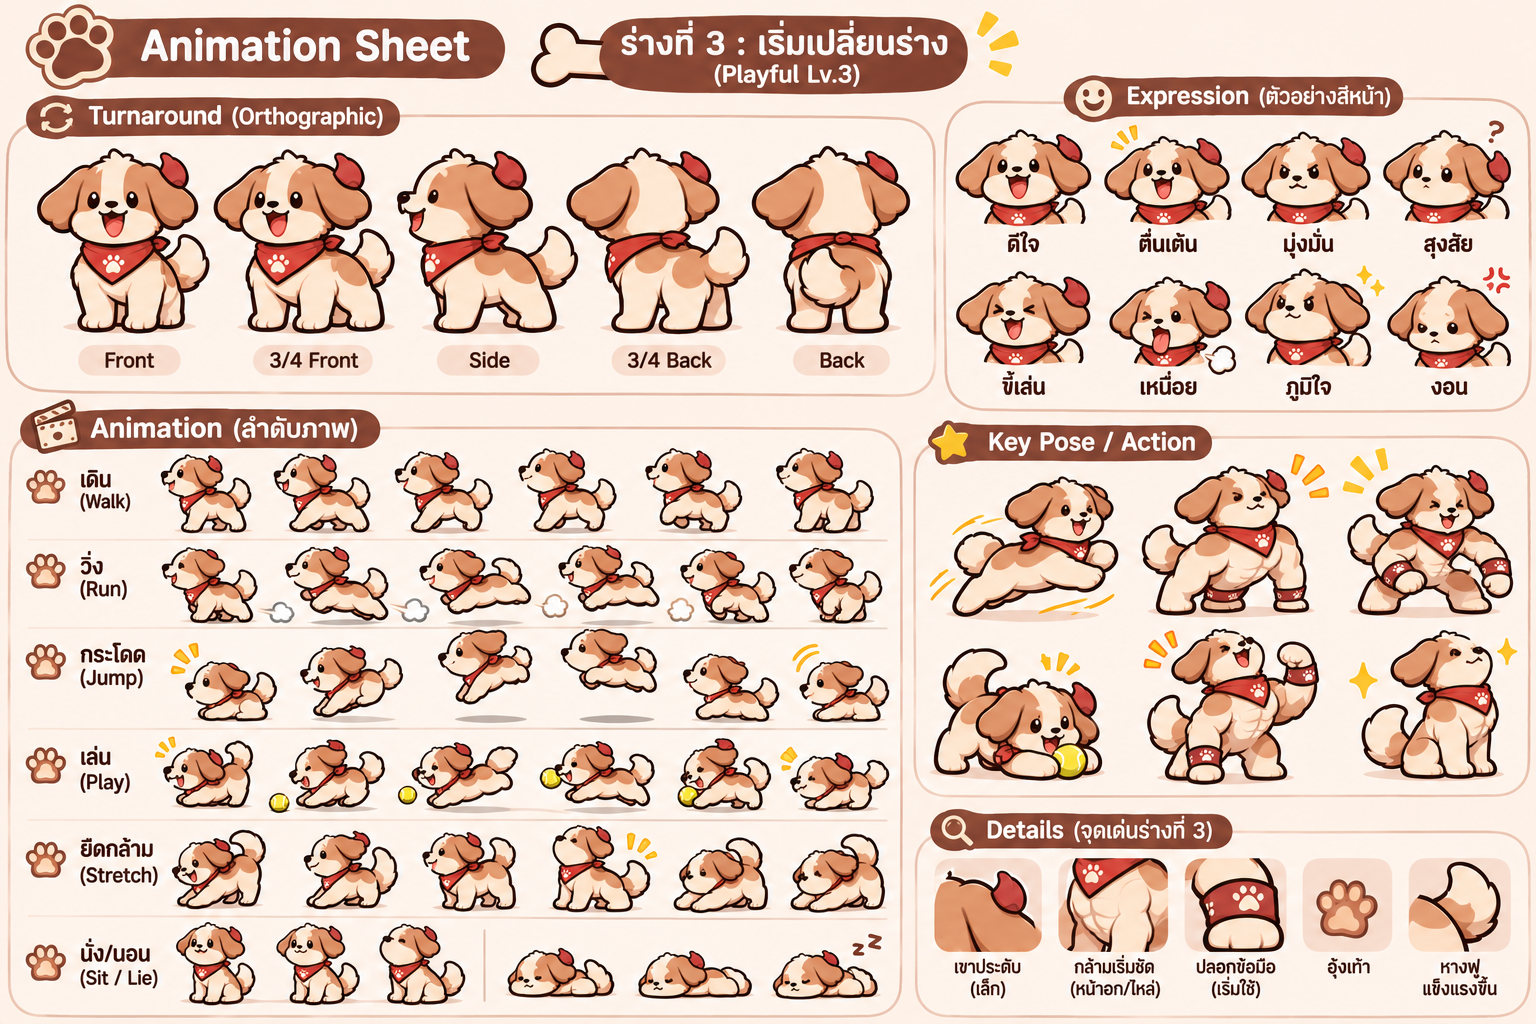 Animation Sheet
ร่างที่ 3 : เริ่มเปลี่ยนร่าง
(Playful Lv.3)
Turnaround (Orthographic)
Front
3/4 Front
Side
3/4 Back
Back
Expression (ตัวอย่างสีหน้า)
?
ดีใจ
ตื่นเต้น
มุ่งมั่น
สุงสัย
ขี้เล่น
เหนื่อย
ภูมิใจ
งอน
Animation (ลำดับภาพ)
เดิน
(Walk)
วิ่ง
(Run)
กระโดด
(Jump)
เล่น
(Play)
ยืดกล้าม
(Stretch)
นั่ง/นอน
(Sit / Lie)
z z
Key Pose / Action
Details (จุดเด่นร่างที่ 3)
เขาประดับ
(เล็ก)
กล้ามเริ่มชัด
(หน้าอก/ไหล่)
ปลอกข้อมือ
(เริ่มใช้)
อุ้งเท้า
หางฟู
แข็งแรงขึ้น